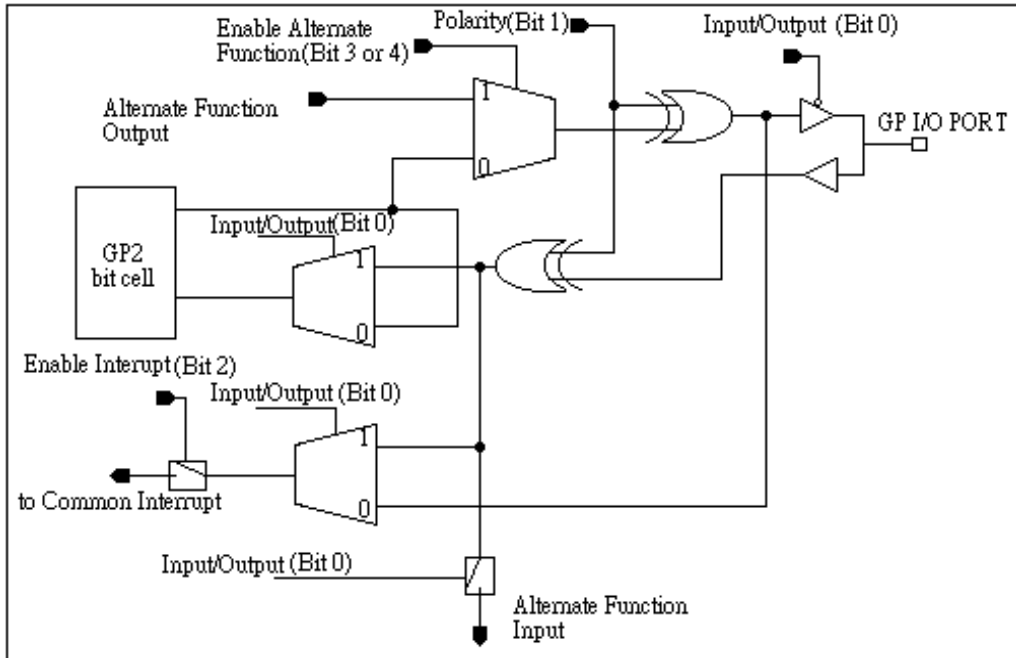 Polarity(Bit 1)
Input/Output (Bit 0)
Enable Alternate
Function(Bit 3 or 4)
1
Alternate Function
Output
GP I/O PORT
0
Input/Output(Bit 0)
GP2
bit cell
1
0
Enable Interupt(Bit 2)
Input/Output (Bit 0)
1
to Common Interrupt
0
Input/Output (Bit 0)
Alternate Function
Input